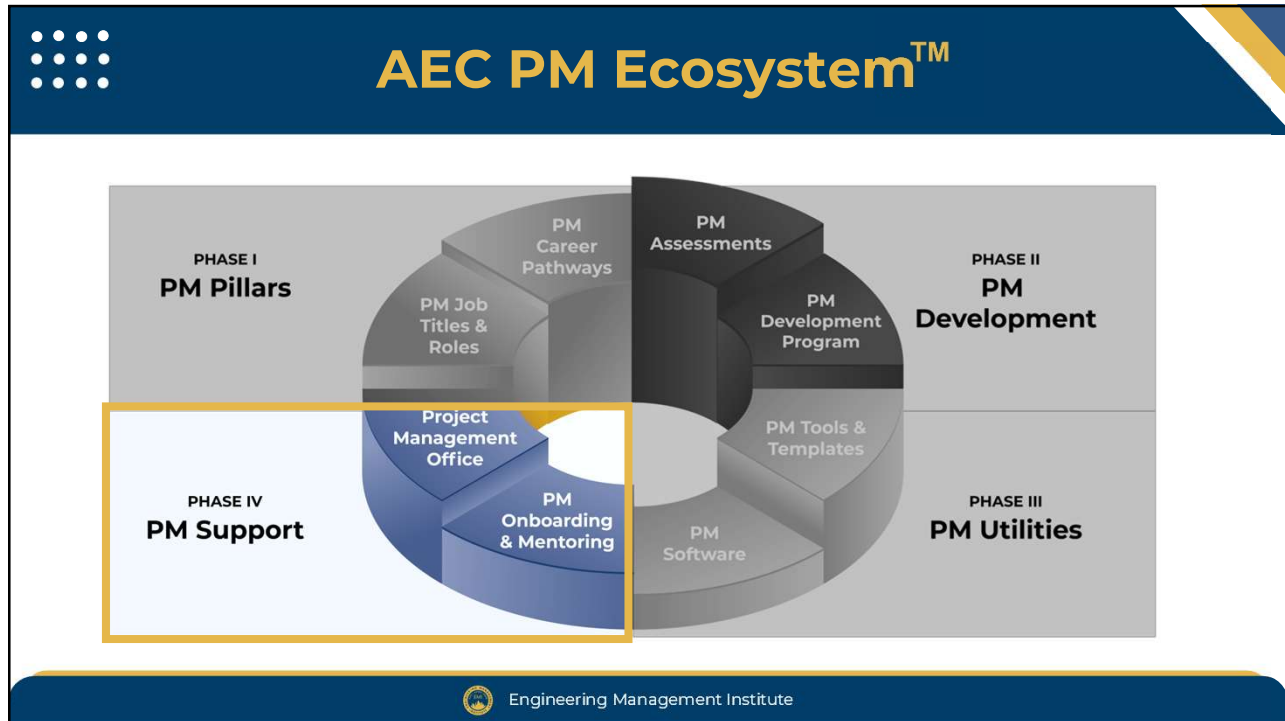 AEC PM Ecosystem™
PHASE I
PM Pillars
PM
Career
Pathways
PM Job
Titles &
Roles
PM
Assessments
PM
Development
Program
PHASE II
PM
Development
Project
Management
Office
PM
Onboarding
& Mentoring
PHASE IV
PM Support
PM Tools &
Templates
PM
Software
PHASE III
PM Utilities
Engineering Management Institute